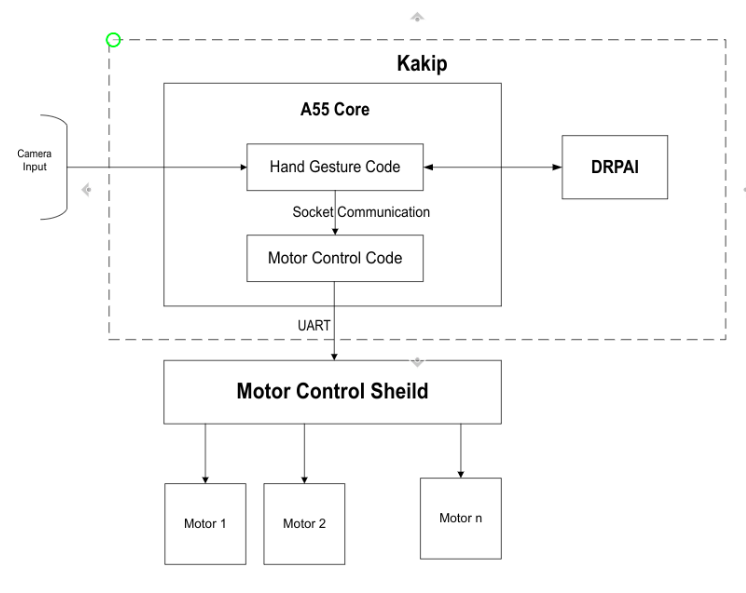 Kakip
A55 Core
Camera
Input
Hand Gesture Code
DRPAI
Socket Communication
Motor Control Code
UART
Motor Control Sheild
Motor 1
Motor 2
Motor n